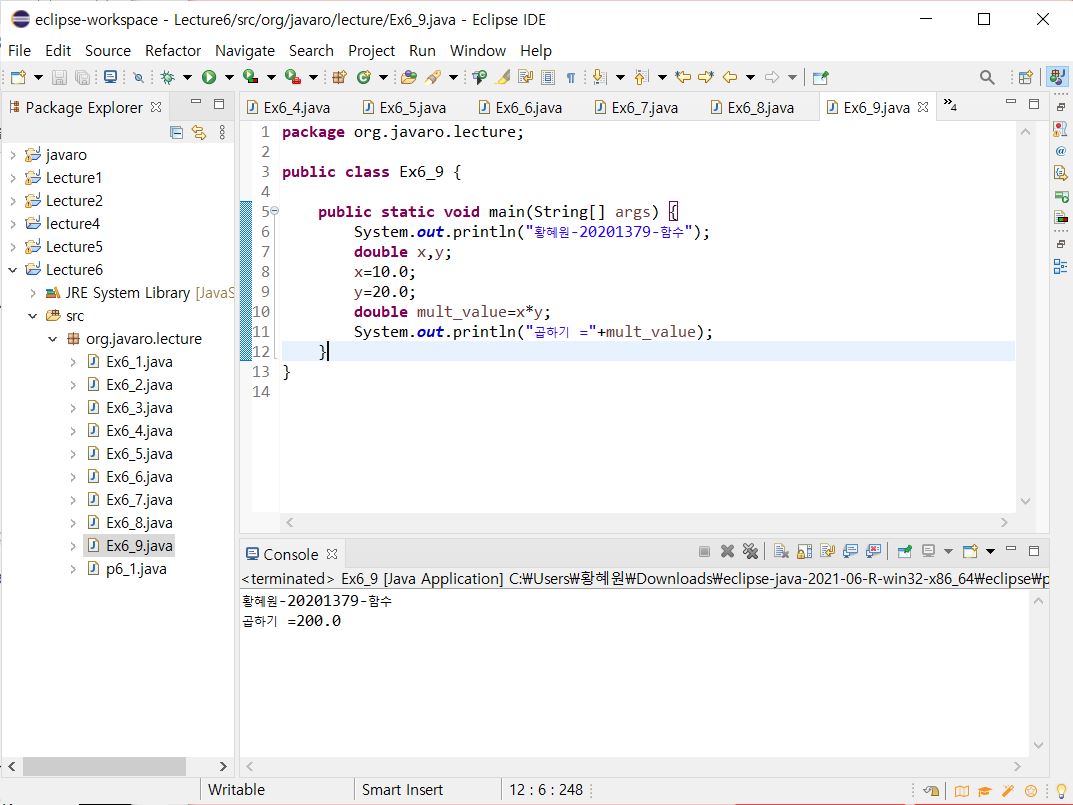 eclipse-workspace - Lecture6/src/org/javaro/lecture/Ex6_9.java - Eclipse IDE
File Edit Source Refactor Navigate Search Project Run Window Help
Package Explorer
javaro
Lecture1
Lecture2
lecture4
Lecture5
Lecture6
JRE System Library [JavaS
src
org.javaro.lecture
Ex6_1.java
Ex6_2.java
Ex6_3.java
Ex6_4.java
Ex6_5.java
Ex6_6.java
Ex6_7.java
Ex6_8.java
Ex6_9.java
p6_1.java
Ex6_4.java Ex6_5.java Ex6_6.java Ex6_7.java Ex6_8.java Ex6_9.java »4
1 package org.javaro.lecture;
2
3 public class Ex6_9 {
4
5 public static void main(String[] args) {
6 System.out.println("황혜원-20201379-함수");
7 double x,y;
8 x=10.0;
9 y=20.0;
10 double mult_value=x*y;
11 System.out.println("곱하기 ="+mult_value);
12 }
13 }
14
Console
<terminated> Ex6_9 [Java Application] C:₩Users₩황혜원₩Downloads₩eclipse-java-2021-06-R-win32-x86_64₩eclipse₩p
황혜원-20201379-함수
곱하기 =200.0
Writable Smart Insert 12 : 6 : 248